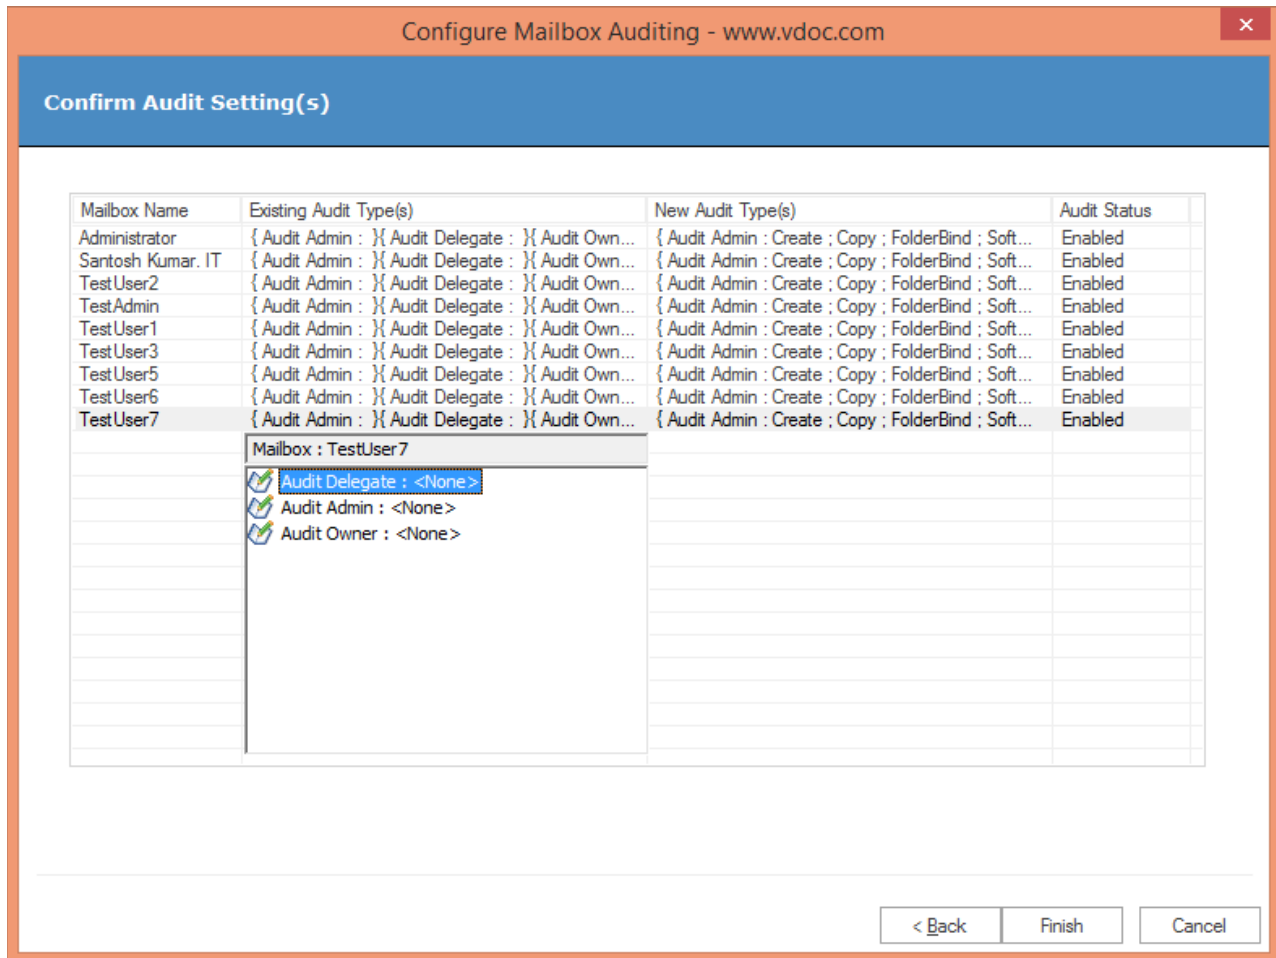 Configure Mailbox Auditing - www.vdoc.com
Confirm Audit Setting(s)
Mailbox Name Existing Audit Type(s) New Audit Type(s) Audit Status
Administrator { Audit Admin : }{ Audit Delegate : }{ Audit Own... { Audit Admin : Create ; Copy ; FolderBind ; Soft... Enabled
Santosh Kumar. IT { Audit Admin : }{ Audit Delegate : }{ Audit Own... { Audit Admin : Create ; Copy ; FolderBind ; Soft... Enabled
TestUser2 { Audit Admin : }{ Audit Delegate : }{ Audit Own... { Audit Admin : Create ; Copy ; FolderBind ; Soft... Enabled
TestAdmin { Audit Admin : }{ Audit Delegate : }{ Audit Own... { Audit Admin : Create ; Copy ; FolderBind ; Soft... Enabled
TestUser1 { Audit Admin : }{ Audit Delegate : }{ Audit Own... { Audit Admin : Create ; Copy ; FolderBind ; Soft... Enabled
TestUser3 { Audit Admin : }{ Audit Delegate : }{ Audit Own... { Audit Admin : Create ; Copy ; FolderBind ; Soft... Enabled
TestUser5 { Audit Admin : }{ Audit Delegate : }{ Audit Own... { Audit Admin : Create ; Copy ; FolderBind ; Soft... Enabled
TestUser6 { Audit Admin : }{ Audit Delegate : }{ Audit Own... { Audit Admin : Create ; Copy ; FolderBind ; Soft... Enabled
TestUser7 { Audit Admin : }{ Audit Delegate : }{ Audit Own... { Audit Admin : Create ; Copy ; FolderBind ; Soft... Enabled
Mailbox : TestUser7
Audit Delegate : <None>
Audit Admin : <None>
Audit Owner : <None>
< Back Finish Cancel